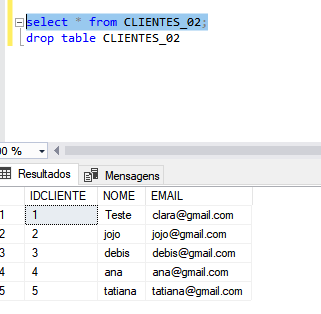 select * from CLIENTES_02;
drop table CLIENTES_02
00 %
Resultados Mensagens
IDCLIENTE NOME EMAIL
1 1 Teste clara@gmail.com
2 2 jojo jojo@gmail.com
3 3 debis debis@gmail.com
4 4 ana ana@gmail.com
5 5 tatiana tatiana@gmail.com